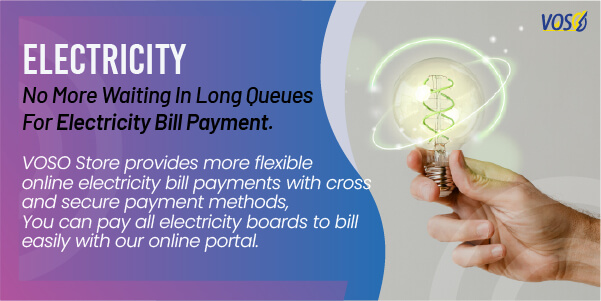 VOSO
ELECTRICITY
No More Waiting In Long Queues
For Electricity Bill Payment.
VOSO Store provides more flexible
online electricity bill payments with cross
and secure payment methods,
You can pay all electricity boards to bill
easily with our online portal.